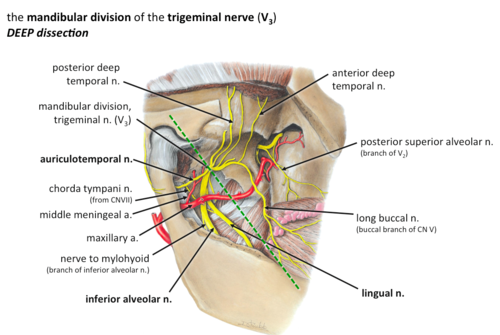 the mandibular division of the trigeminal nerve (V3)
DEEP dissection
posterior deep
temporal n.
anterior deep
temporal n.
mandibular division,
trigeminal n. (V3)
posterior superior alveolar n.
(branch of V2)
auriculotemporal n.
chorda tympani n.
(from CNVII)
middle meningeal a.
long buccal n.
(buccal branch of CN V)
maxillary a.
nerve to mylohyoid
(branch of inferior alveolar n.)
inferior alveolar n.
lingual n.